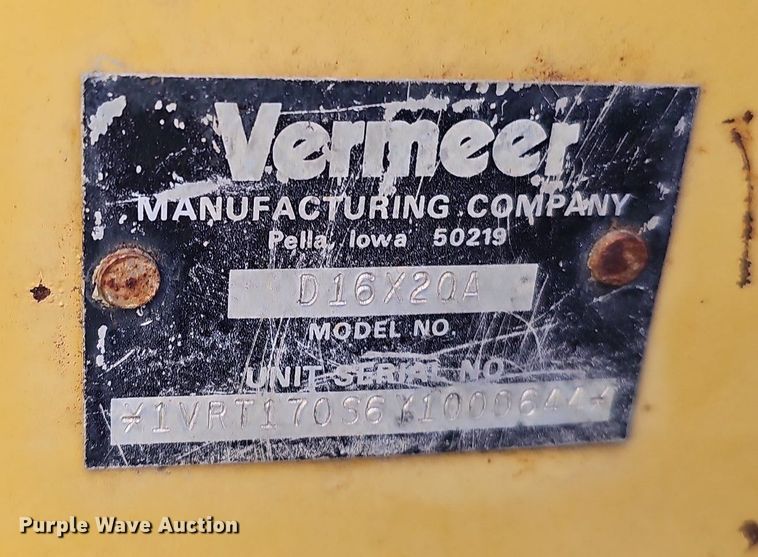 Vermeer
MANUFACTURING COMPANY
Pella, Iowa 50219
D16X20A
MODEL NO.
UNIT SERIAL NO.
Purple Wave Auction